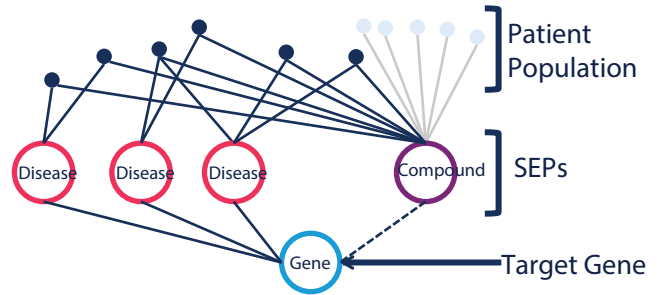 Patient
Population
Disease
Disease
Disease
Compound
SEPs
Gene
Target Gene